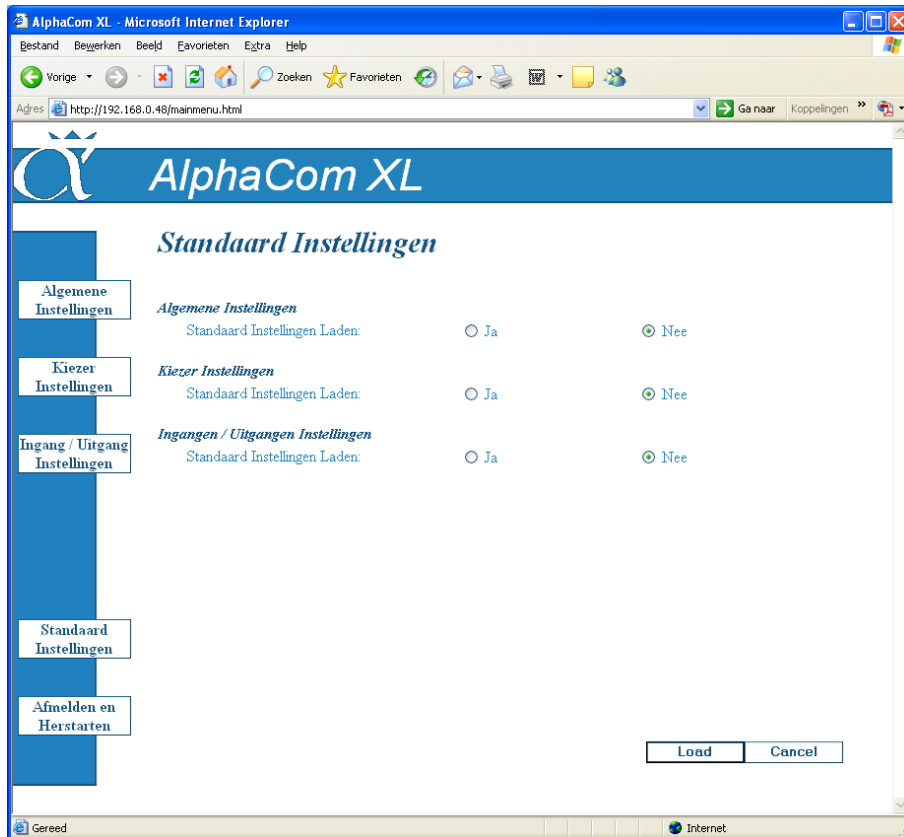 AlphaCom XL - Microsoft Internet Explorer
Bestand Bewerken Beeld Favorieten Extra Help
Vorige Zoeken Favorieten
Adres http://192.168.0.48/mainmenu.html Ga naar Koppelingen »
AlphaCom XL
Standaard Instellingen
Algemene
Instellingen
Kiezer
Instellingen
Ingang / Uitgang
Instellingen
Standaard
Instellingen
Afmelden en
Herstarten
Algemene Instellingen
Standaard Instellingen Laden: Ja Nee
Kiezer Instellingen
Standaard Instellingen Laden: Ja Nee
Ingangen / Uitgangen Instellingen
Standaard Instellingen Laden: Ja Nee
Load Cancel
Gereed Internet